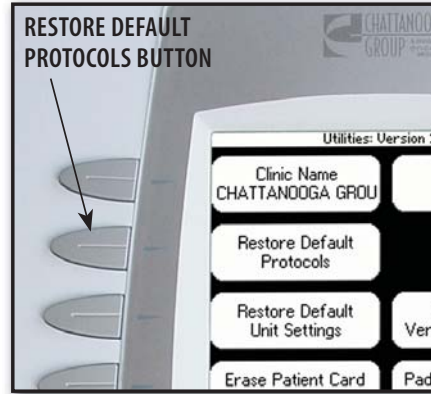 RESTORE DEFAULT
PROTOCOLS BUTTON
CHATTANOO
GROUP
Utilities: Version
Clinic Name
CHATTANOOGA GROU
Restore Default
Protocols
Restore Default
Unit Settings
Ver
Erase Patient Card
Pad